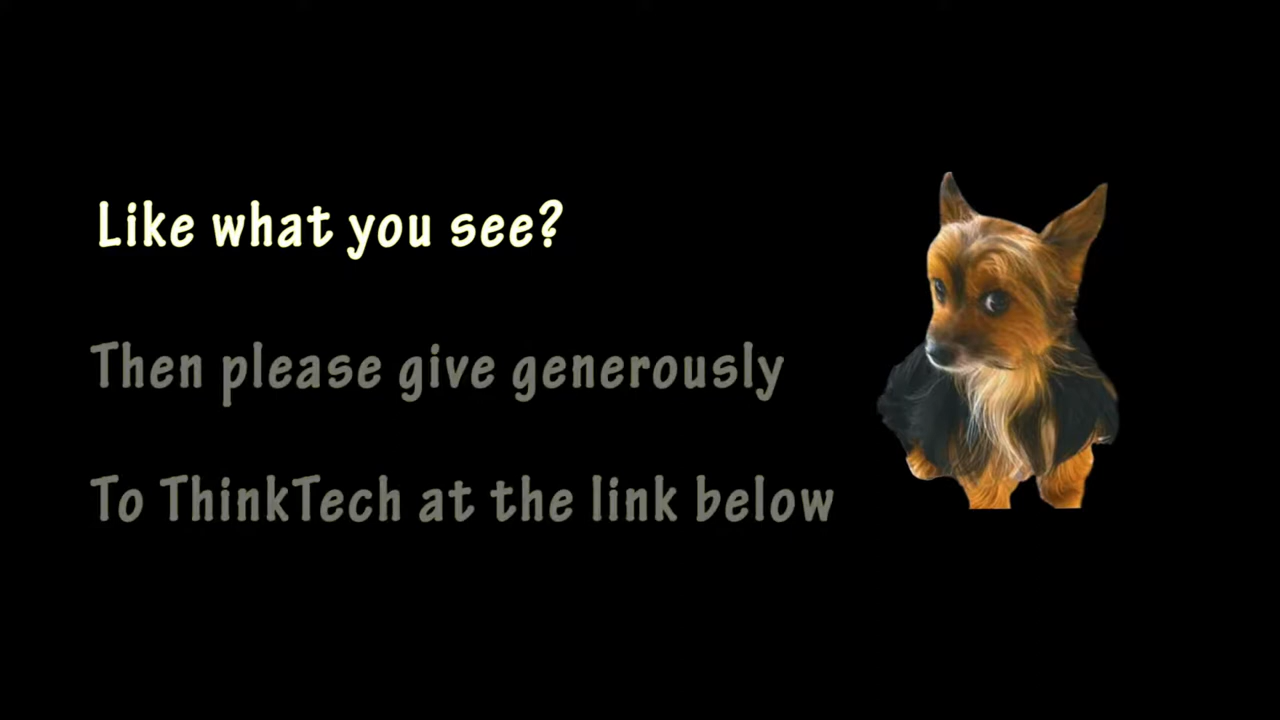 Like what you see?
Then please give generously
To ThinkTech at the link below